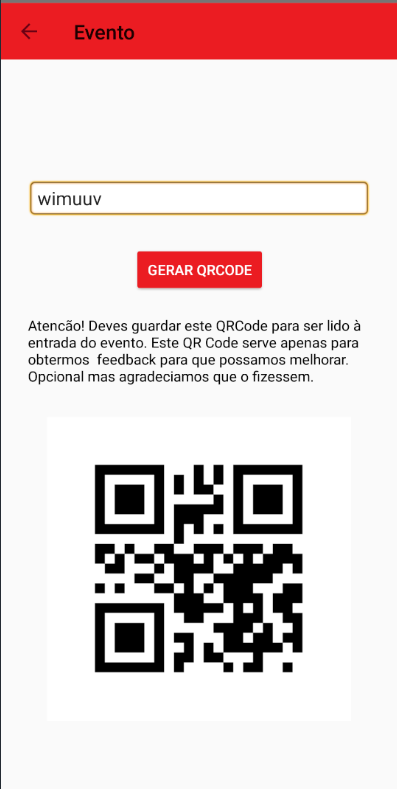 Evento
wimuuv
GERAR QRCODE
Atencão! Deves guardar este QRCode para ser lido à
entrada do evento. Este QR Code serve apenas para
obtermos  feedback para que possamos melhorar.
Opcional mas agradeciamos que o fizessem.